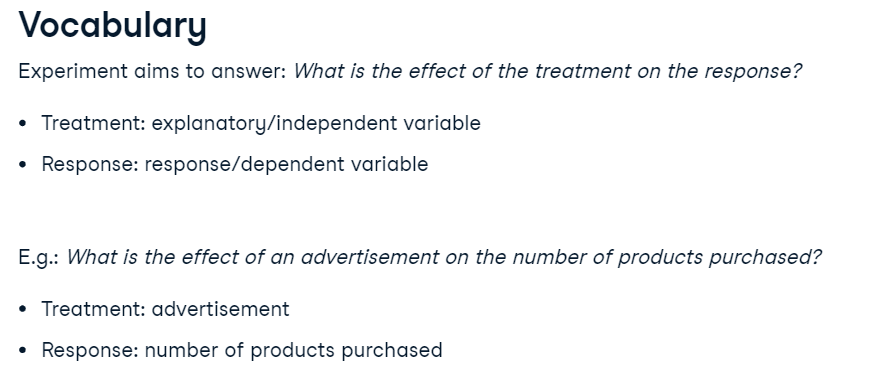 Vocabulary
Experiment aims to answer: What is the effect of the treatment on the response?
• Treatment: explanatory/independent variable
• Response: response/dependent variable
E.g.: What is the effect of an advertisement on the number of products purchased?
• Treatment: advertisement
• Response: number of products purchased